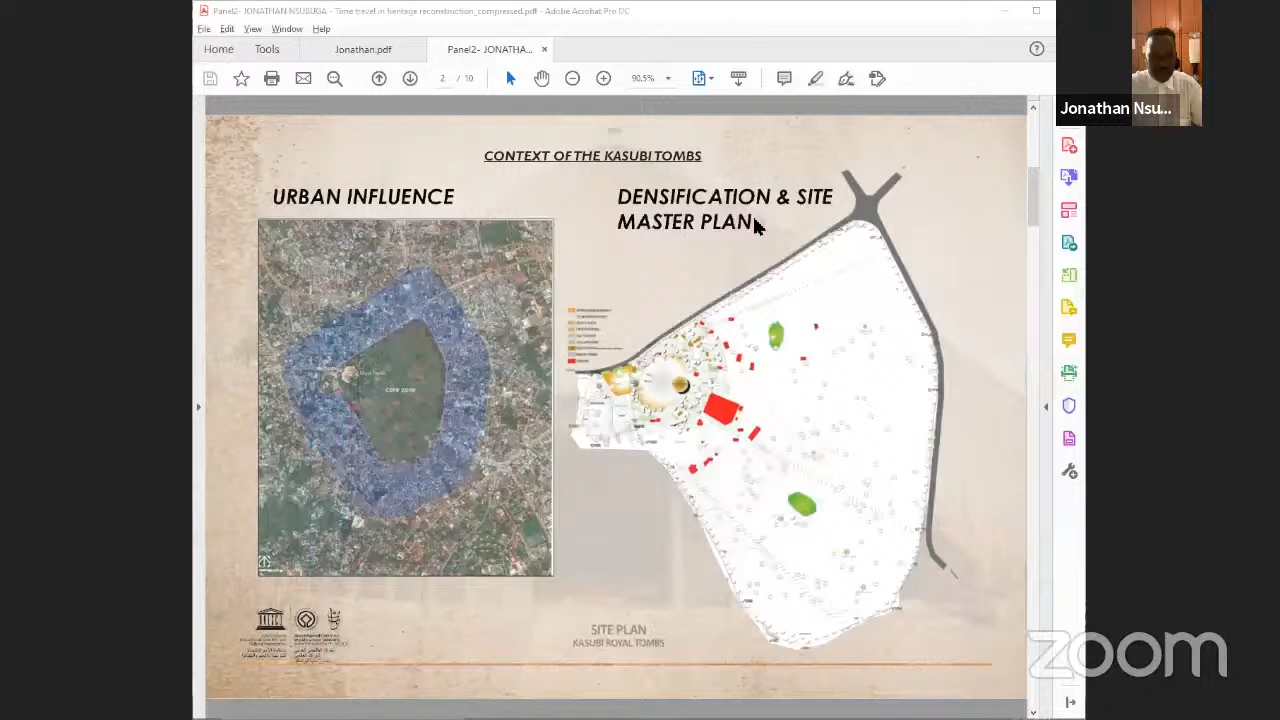 Panel2- JONATHAN NSUBUGA - Time travel in heritage reconstruction_compressed.pdf - Adobe Acrobat Pro DC
File Edit View Window Help
Home Tools Jonathan.pdf Panel2- JONATHA... ×
2 / 10 90.5%
Jonathan Nsu...
CONTEXT OF THE KASUBI TOMBS
URBAN INFLUENCE
DENSIFICATION & SITE
MASTER PLAN
CORE ZONE
SITE PLAN
KASUBI ROYAL TOMBS
zoom